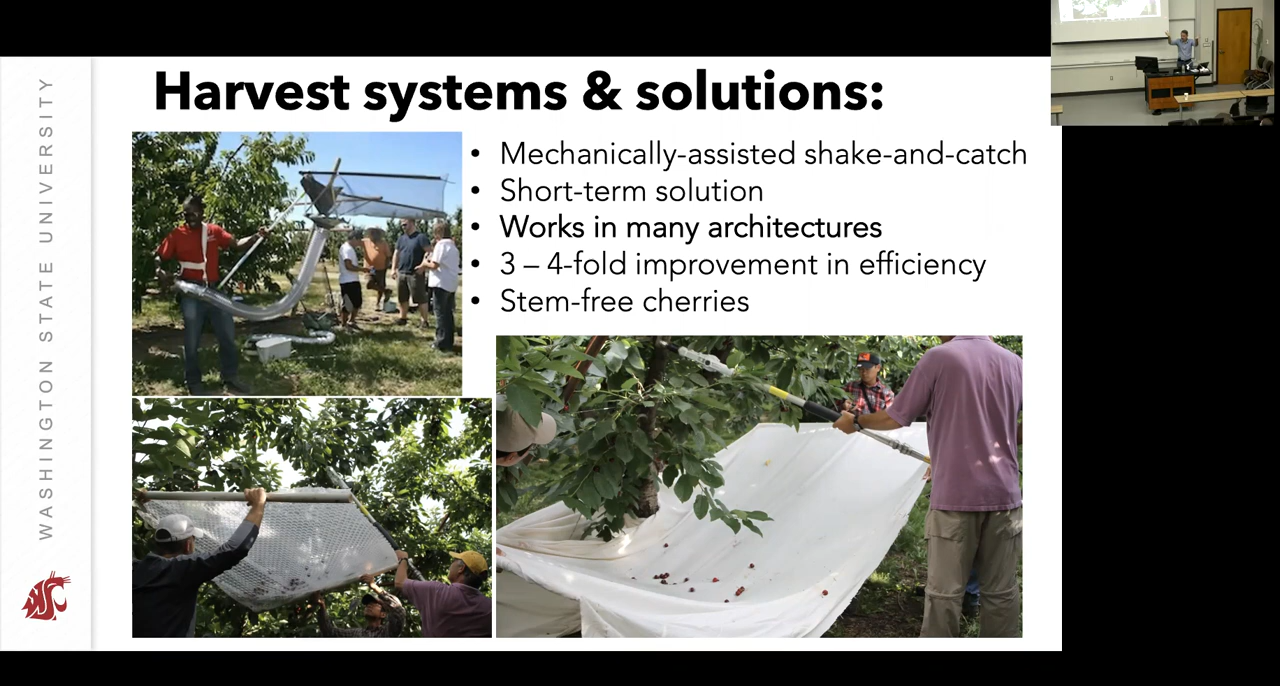 Harvest systems & solutions:
• Mechanically-assisted shake-and-catch
• Short-term solution
• Works in many architectures
• 3 – 4-fold improvement in efficiency
• Stem-free cherries
WASHINGTON STATE UNIVERSITY